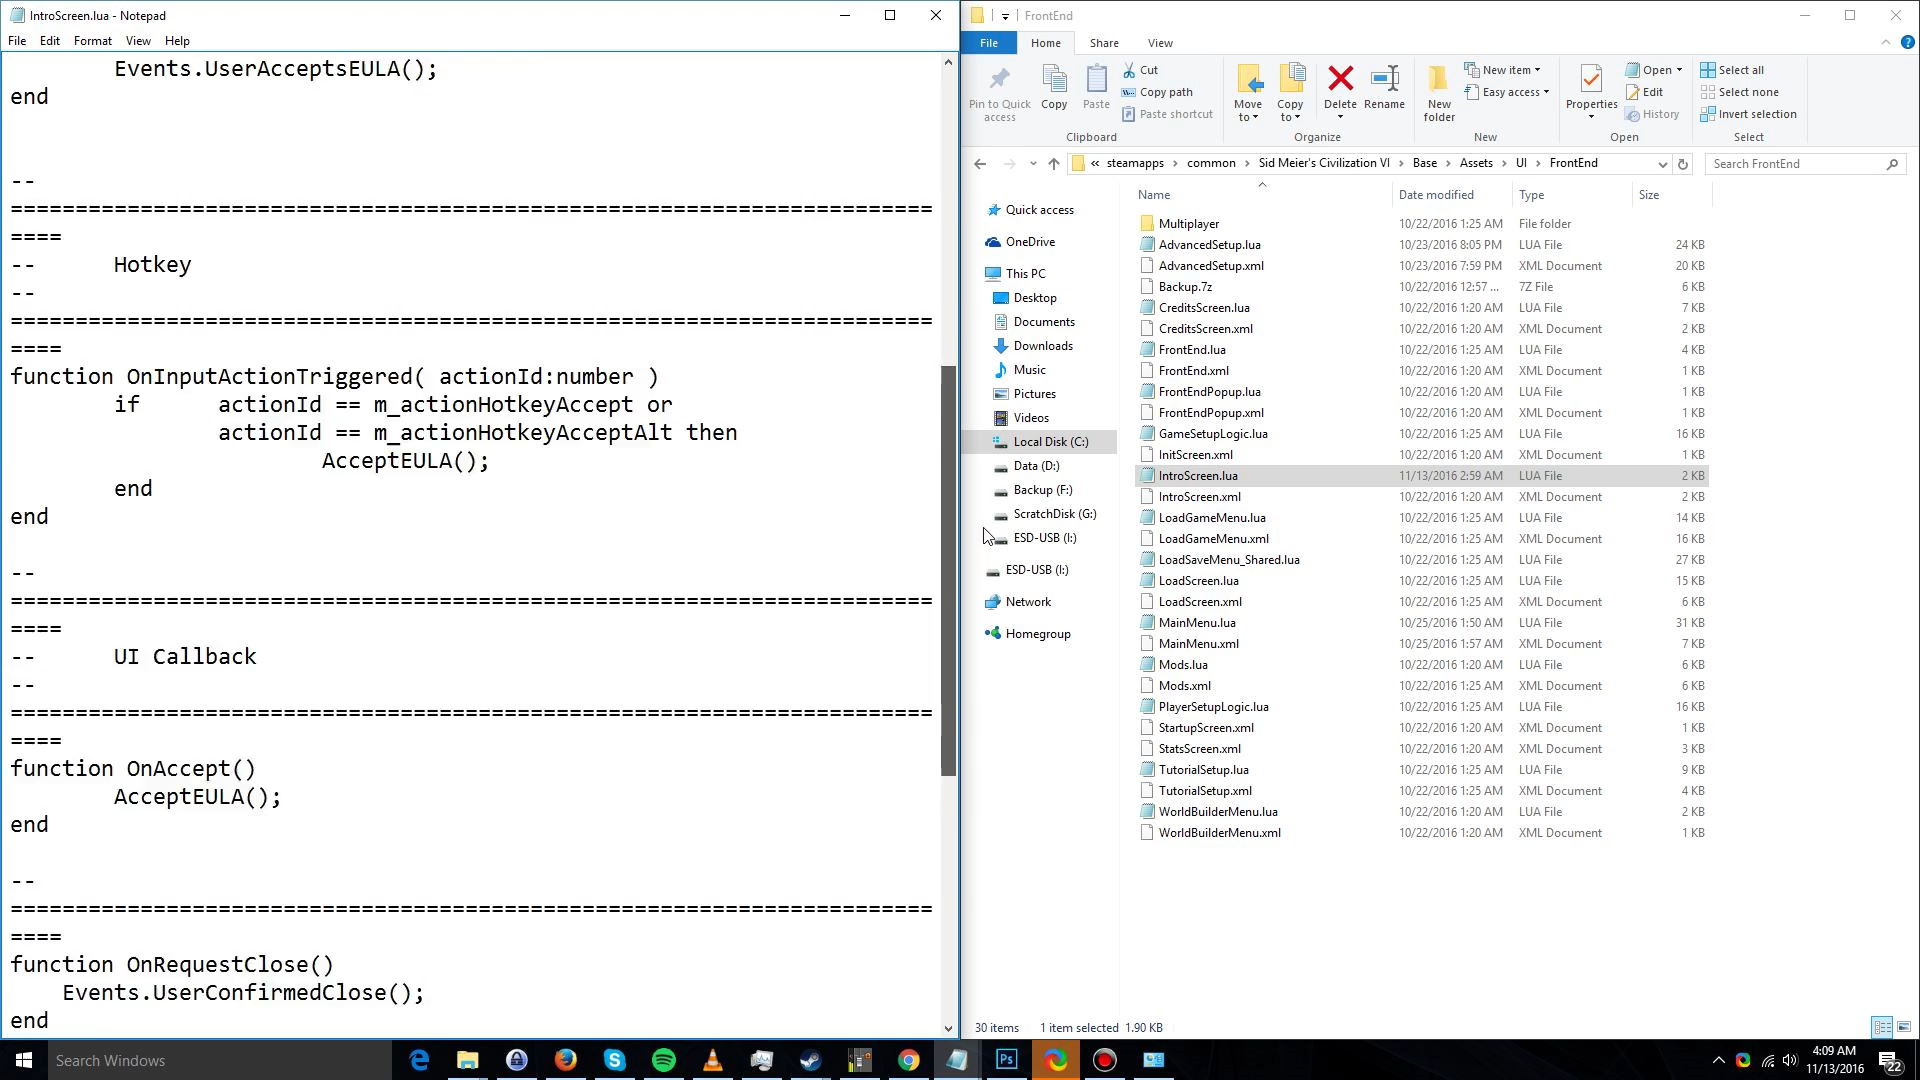 IntroScreen.lua - Notepad
File Edit Format View Help
Events.UserAcceptsEULA();
end
--
=======================================================================
====
-- Hotkey
--
=======================================================================
====
function OnInputActionTriggered( actionId:number )
if actionId == m_actionHotkeyAccept or
actionId == m_actionHotkeyAcceptAlt then
AcceptEULA();
end
end
--
=======================================================================
====
-- UI Callback
--
=======================================================================
====
function OnAccept()
AcceptEULA();
end
--
=======================================================================
====
function OnRequestClose()
Events.UserConfirmedClose();
end
FrontEnd
File Home Share View
Pin to Quick access
Copy
Paste
Cut
Copy path
Paste shortcut
Clipboard
Move to
Copy to
Delete
Rename
Organize
New folder
New item
Easy access
New
Properties
Open
Edit
History
Open
Select all
Select none
Invert selection
Select
« steamapps › common › Sid Meier's Civilization VI › Base › Assets › UI › FrontEnd
Search FrontEnd
Quick access
OneDrive
This PC
Desktop
Documents
Downloads
Music
Pictures
Videos
Local Disk (C:)
Data (D:)
Backup (F:)
ScratchDisk (G:)
ESD-USB (I:)
ESD-USB (I:)
Network
Homegroup
Name Date modified Type Size
Multiplayer 10/22/2016 1:25 AM File folder
AdvancedSetup.lua 10/23/2016 8:05 PM LUA File 24 KB
AdvancedSetup.xml 10/23/2016 7:59 PM XML Document 20 KB
Backup.7z 10/22/2016 12:57 ... 7Z File 6 KB
CreditsScreen.lua 10/22/2016 1:20 AM LUA File 7 KB
CreditsScreen.xml 10/22/2016 1:20 AM XML Document 2 KB
FrontEnd.lua 10/22/2016 1:25 AM LUA File 4 KB
FrontEnd.xml 10/22/2016 1:20 AM XML Document 1 KB
FrontEndPopup.lua 10/22/2016 1:20 AM LUA File 1 KB
FrontEndPopup.xml 10/22/2016 1:20 AM XML Document 1 KB
GameSetupLogic.lua 10/22/2016 1:25 AM LUA File 16 KB
InitScreen.xml 10/22/2016 1:20 AM XML Document 1 KB
IntroScreen.lua 11/13/2016 2:59 AM LUA File 2 KB
IntroScreen.xml 10/22/2016 1:20 AM XML Document 2 KB
LoadGameMenu.lua 10/22/2016 1:25 AM LUA File 14 KB
LoadGameMenu.xml 10/22/2016 1:25 AM XML Document 16 KB
LoadSaveMenu_Shared.lua 10/22/2016 1:25 AM LUA File 27 KB
LoadScreen.lua 10/22/2016 1:25 AM LUA File 15 KB
LoadScreen.xml 10/22/2016 1:20 AM XML Document 6 KB
MainMenu.lua 10/25/2016 1:50 AM LUA File 31 KB
MainMenu.xml 10/25/2016 1:57 AM XML Document 7 KB
Mods.lua 10/22/2016 1:20 AM LUA File 6 KB
Mods.xml 10/22/2016 1:25 AM XML Document 6 KB
PlayerSetupLogic.lua 10/22/2016 1:25 AM LUA File 16 KB
StartupScreen.xml 10/22/2016 1:20 AM XML Document 1 KB
StatsScreen.xml 10/22/2016 1:20 AM XML Document 3 KB
TutorialSetup.lua 10/22/2016 1:25 AM LUA File 9 KB
TutorialSetup.xml 10/22/2016 1:25 AM XML Document 4 KB
WorldBuilderMenu.lua 10/22/2016 1:20 AM LUA File 2 KB
WorldBuilderMenu.xml 10/22/2016 1:20 AM XML Document 1 KB
30 items 1 item selected 1.90 KB
Search Windows
Ps
4:09 AM
11/13/2016
22